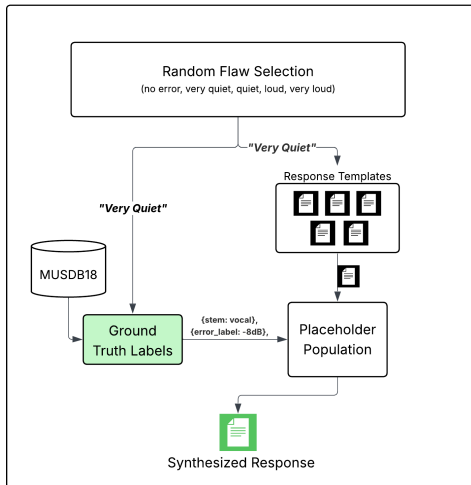 Random Flaw Selection
(no error, very quiet, quiet, loud, very loud)
"Very Quiet"
Response Templates
"Very Quiet"
MUSDB18
Ground
Truth Labels
{stem: vocal},
{error_label: -8dB},
Placeholder
Population
Synthesized Response